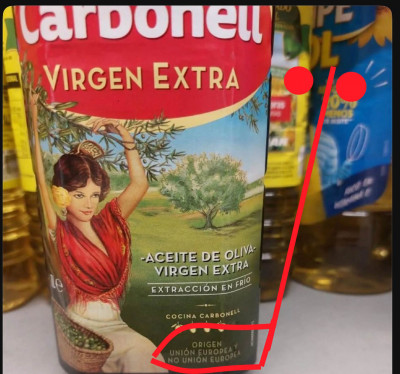 Carbonell
VIRGEN EXTRA
-ACEITE DE OLIVA-
VIRGEN EXTRA
EXTRACCIÓN EN FRÍO
COCINA CARBONELL
ORIGEN:
UNIÓN EUROPEA Y
NO UNIÓN EUROPEA